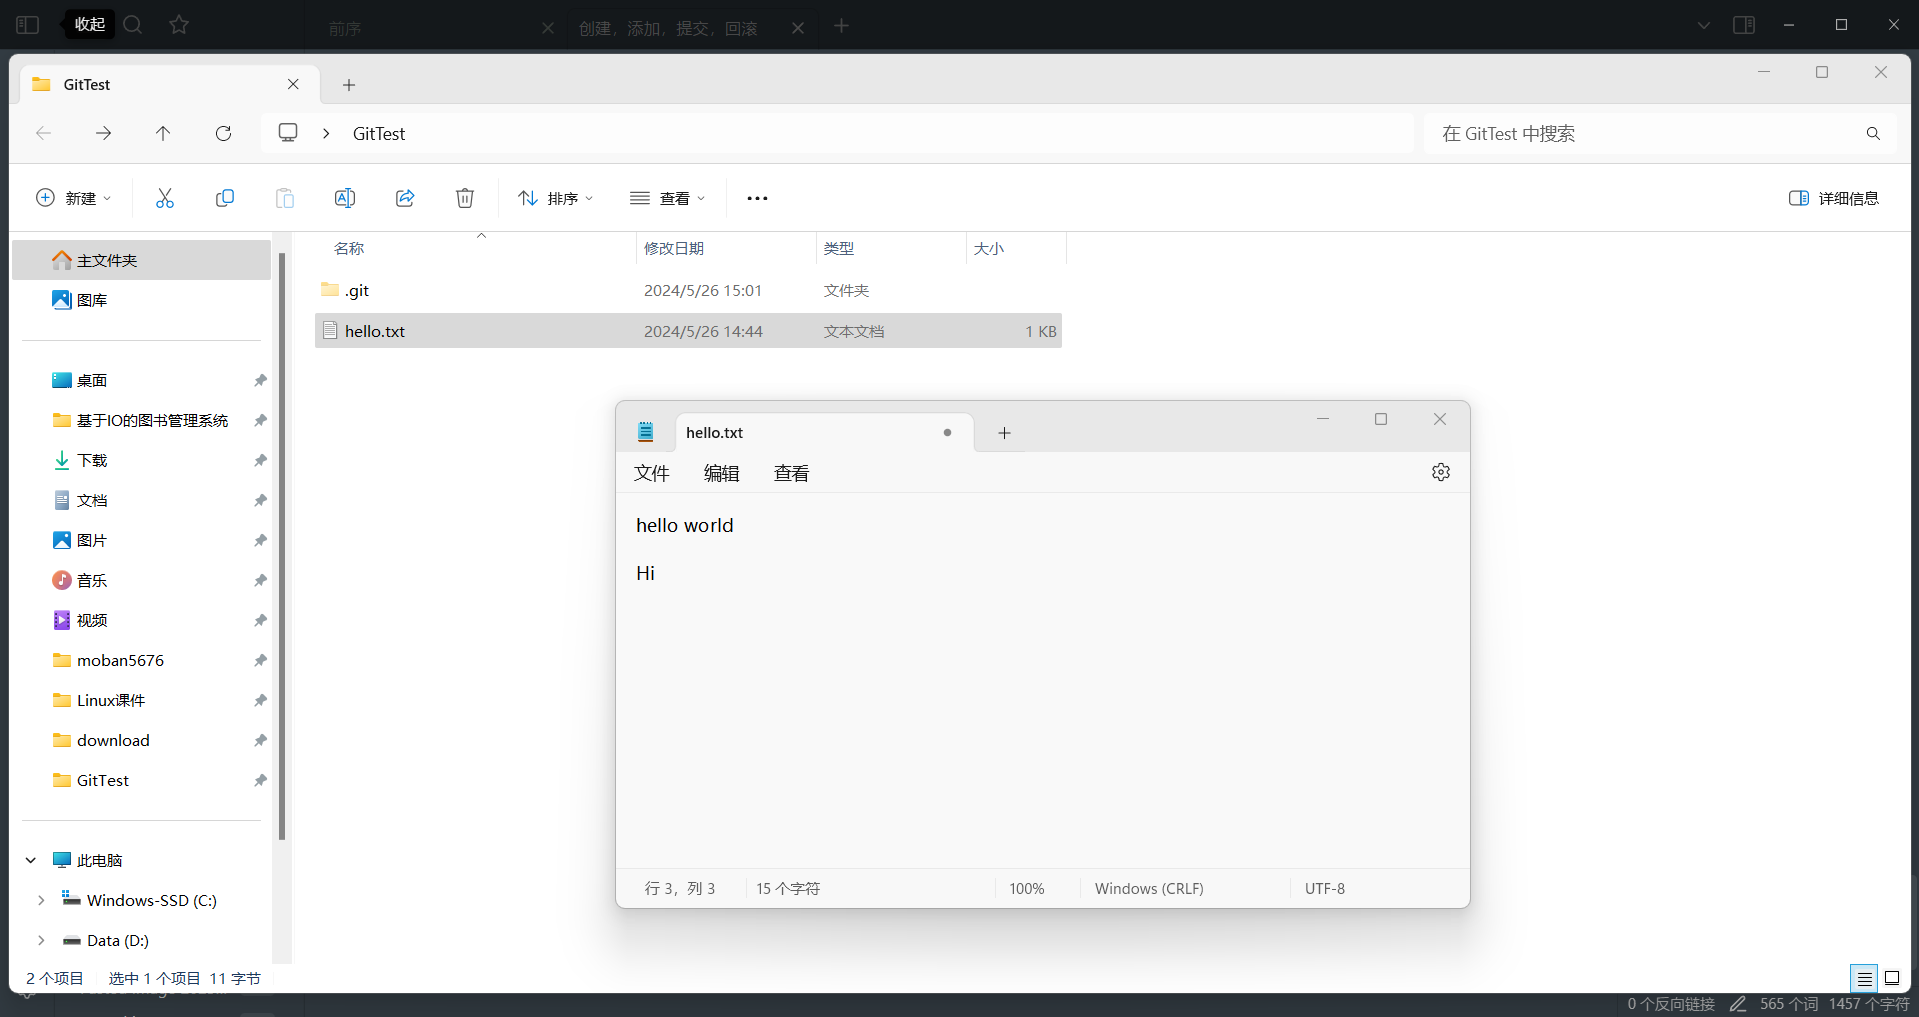 收起
前序
创建，添加，提交，回滚
GitTest
GitTest
在 GitTest 中搜索
新建
排序
查看
详细信息
名称
修改日期
类型
大小
.git
2024/5/26 15:01
文件夹
hello.txt
2024/5/26 14:44
文本文档
1 KB
主文件夹
图库
桌面
基于IO的图书管理系统
下载
文档
图片
音乐
视频
moban5676
Linux课件
download
GitTest
此电脑
Windows-SSD (C:)
Data (D:)
hello.txt
文件
编辑
查看
hello world
Hi
行 3，列 3
15 个字符
100%
Windows (CRLF)
UTF-8
2 个项目
选中 1 个项目 11 字节
0 个反向链接
565 个词
1457 个字符